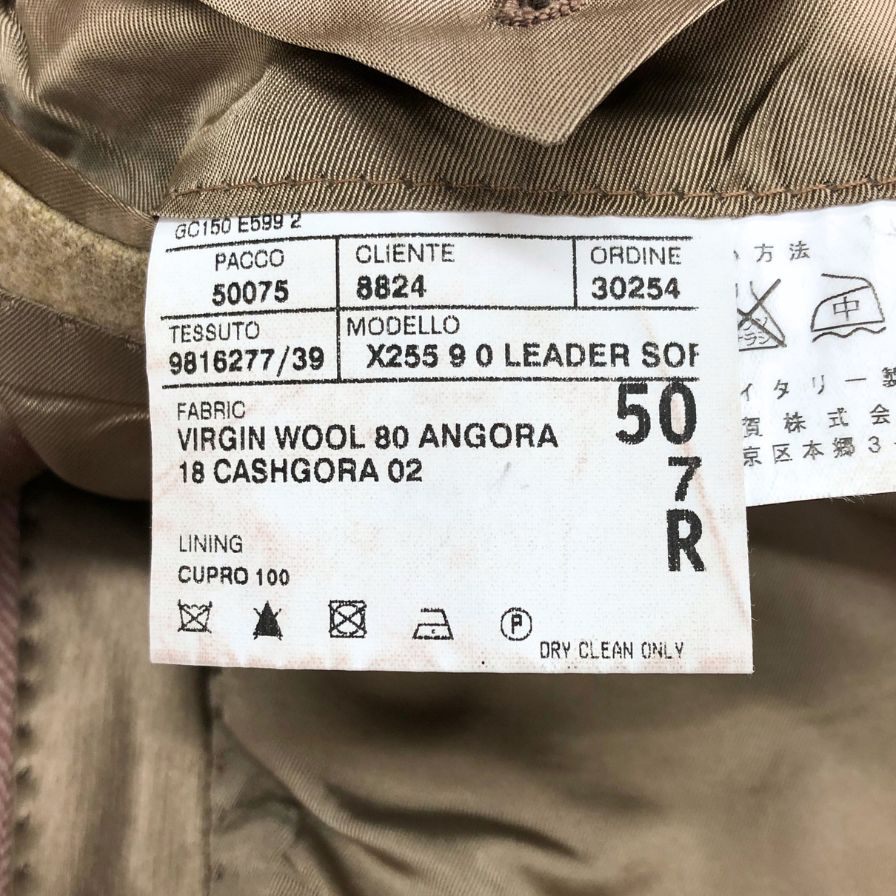 GC150 E599 2
PACCO
50075
CLIENTE
8824
ORDINE
30254
TESSUTO
9816277/39
MODELLO
X255 9 0 LEADER SOF
FABRIC
VIRGIN WOOL 80 ANGORA
18 CASHGORA 02
50
7
R
LINING
CUPRO 100
P
DRY CLEAN ONLY
方法
中
イタリー製
賀株式会
京区本郷3